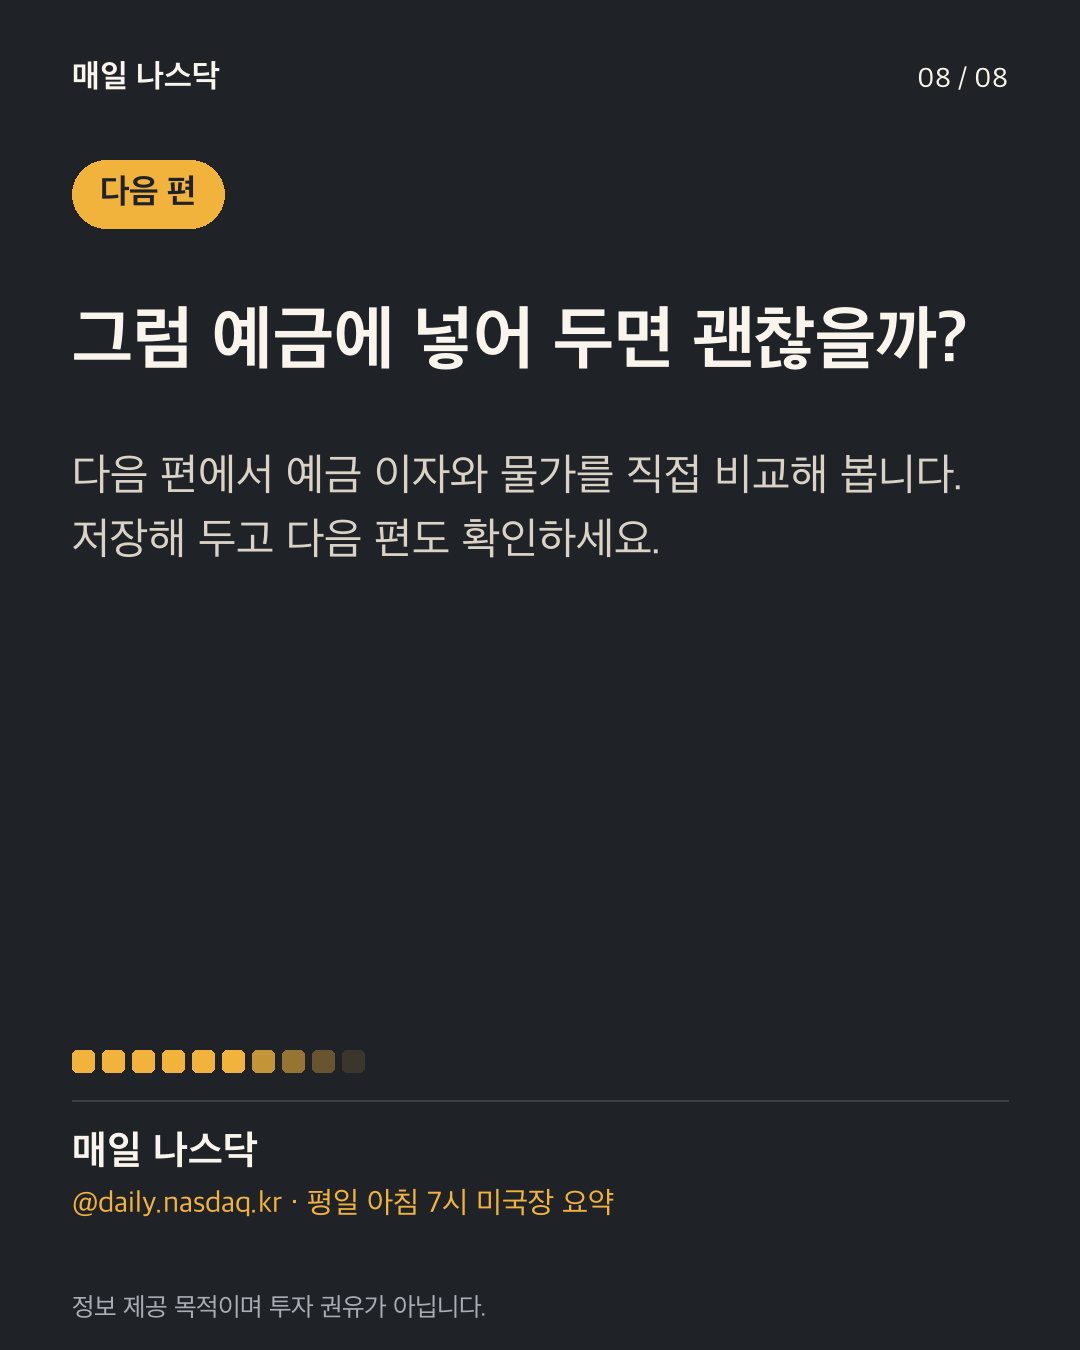 매일 나스닥
08 / 08
다음 편
그럼 예금에 넣어 두면 괜찮을까?
다음 편에서 예금 이자와 물가를 직접 비교해 봅니다.
저장해 두고 다음 편도 확인하세요.
매일 나스닥
@daily.nasdaq.kr · 평일 아침 7시 미국장 요약
정보 제공 목적이며 투자 권유가 아닙니다.